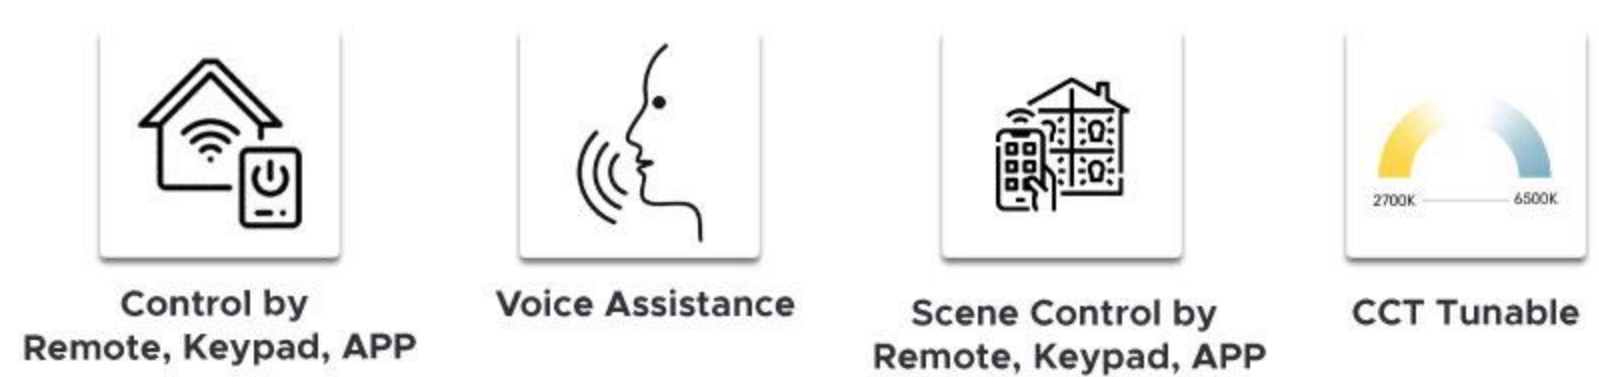 Control by
Remote, Keypad, APP
Voice Assistance
Scene Control by
Remote, Keypad, APP
2700K
6500K
CCT Tunable